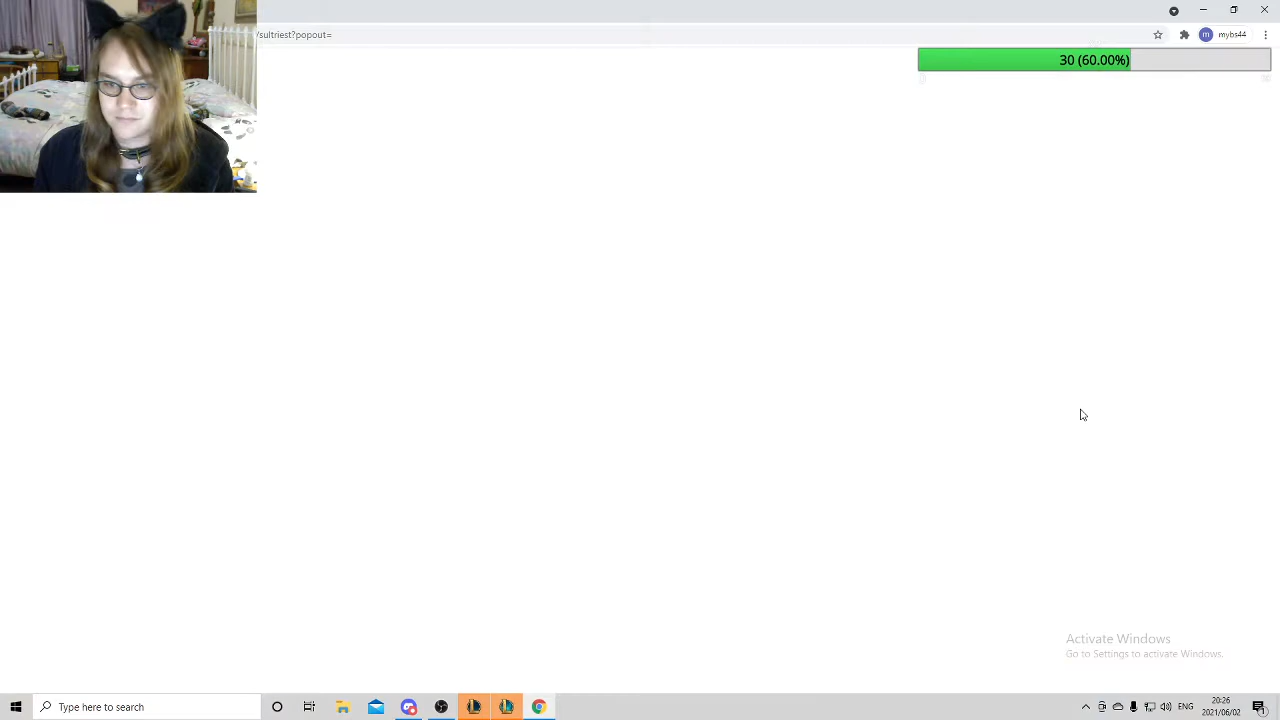 /sultriest?popout=
m mybs44
30 (60.00%)
Activate Windows
Go to Settings to activate Windows.
Type here to search
ENG
20:26
2021/06/02